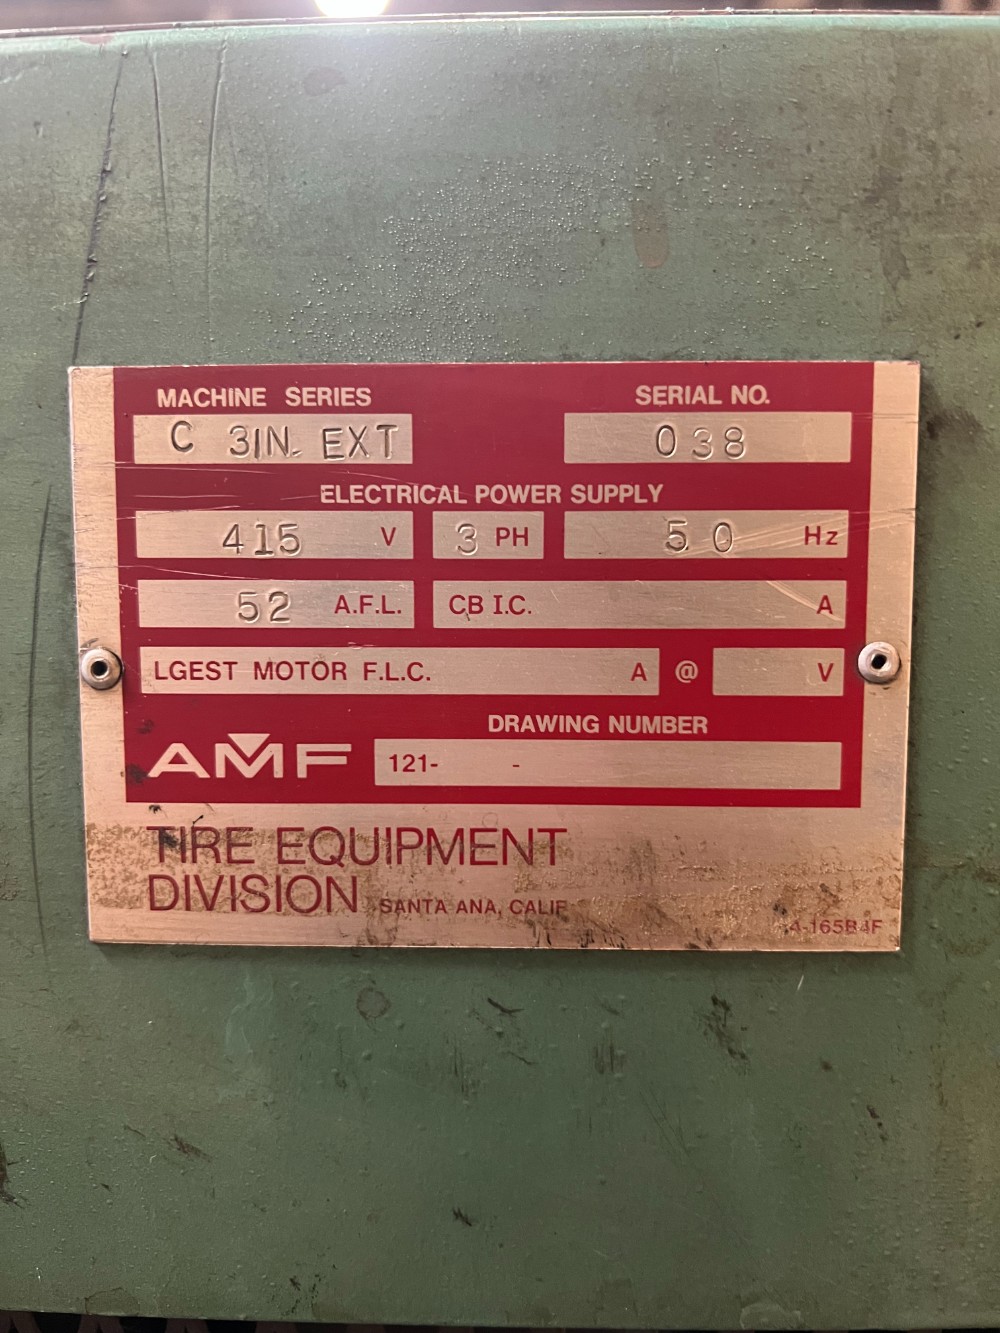 MACHINE SERIES SERIAL NO.
C 3IN. EXT 038
ELECTRICAL POWER SUPPLY
415 V 3 PH 50 Hz
52 A.F.L. CB I.C. A
LGEST MOTOR F.L.C. A @ V
DRAWING NUMBER
AMF 121- -
TIRE EQUIPMENT
DIVISION SANTA ANA, CALIF
A-165B4F